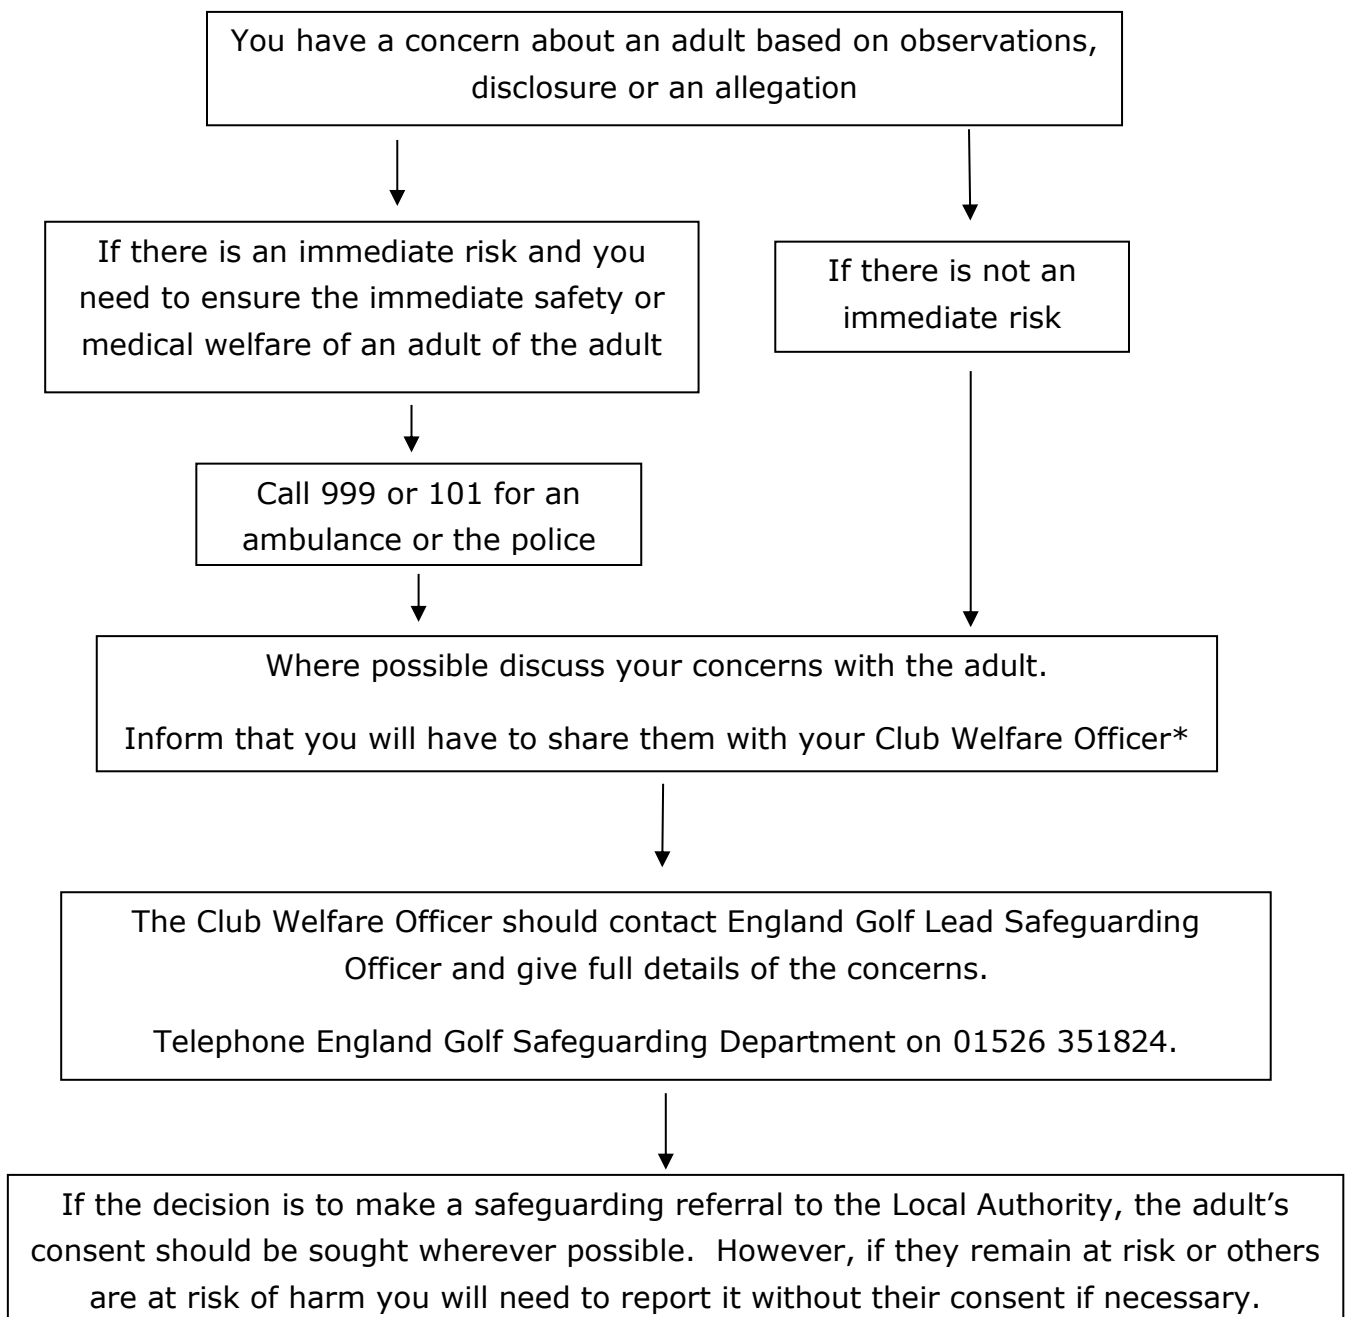 You have a concern about an adult based on observations,
disclosure or an allegation
If there is an immediate risk and you
need to ensure the immediate safety or
medical welfare of an adult of the adult
If there is not an
immediate risk
Call 999 or 101 for an
ambulance or the police
Where possible discuss your concerns with the adult.
Inform that you will have to share them with your Club Welfare Officer*
The Club Welfare Officer should contact England Golf Lead Safeguarding
Officer and give full details of the concerns.
Telephone England Golf Safeguarding Department on 01526 351824.
If the decision is to make a safeguarding referral to the Local Authority, the adult’s
consent should be sought wherever possible.  However, if they remain at risk or others
are at risk of harm you will need to report it without their consent if necessary.